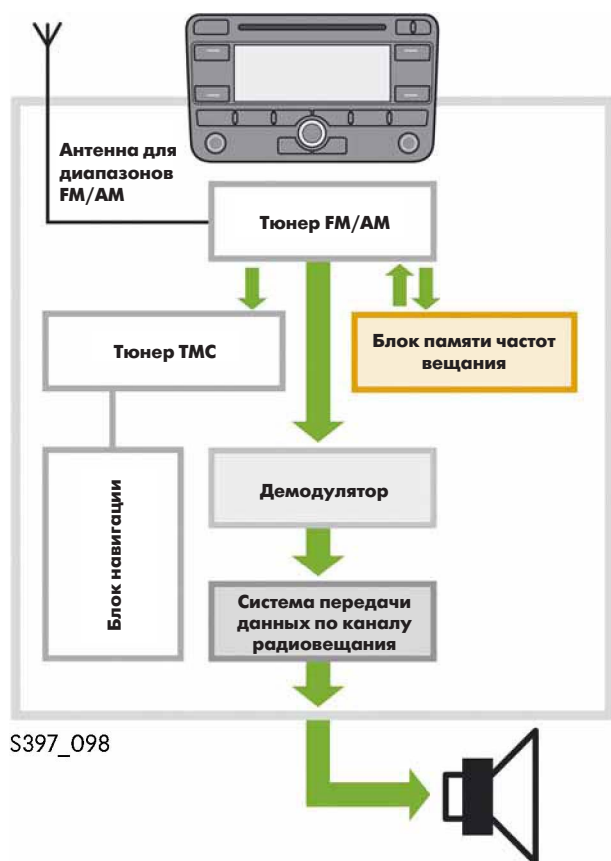 Антенна для
диапазонов
FM/AM
Тюнер FM/AM
Тюнер TMC
Блок памяти частот
вещания
Блок навигации
Демодулятор
Система передачи
данных по каналу
радиовещания
S397_098